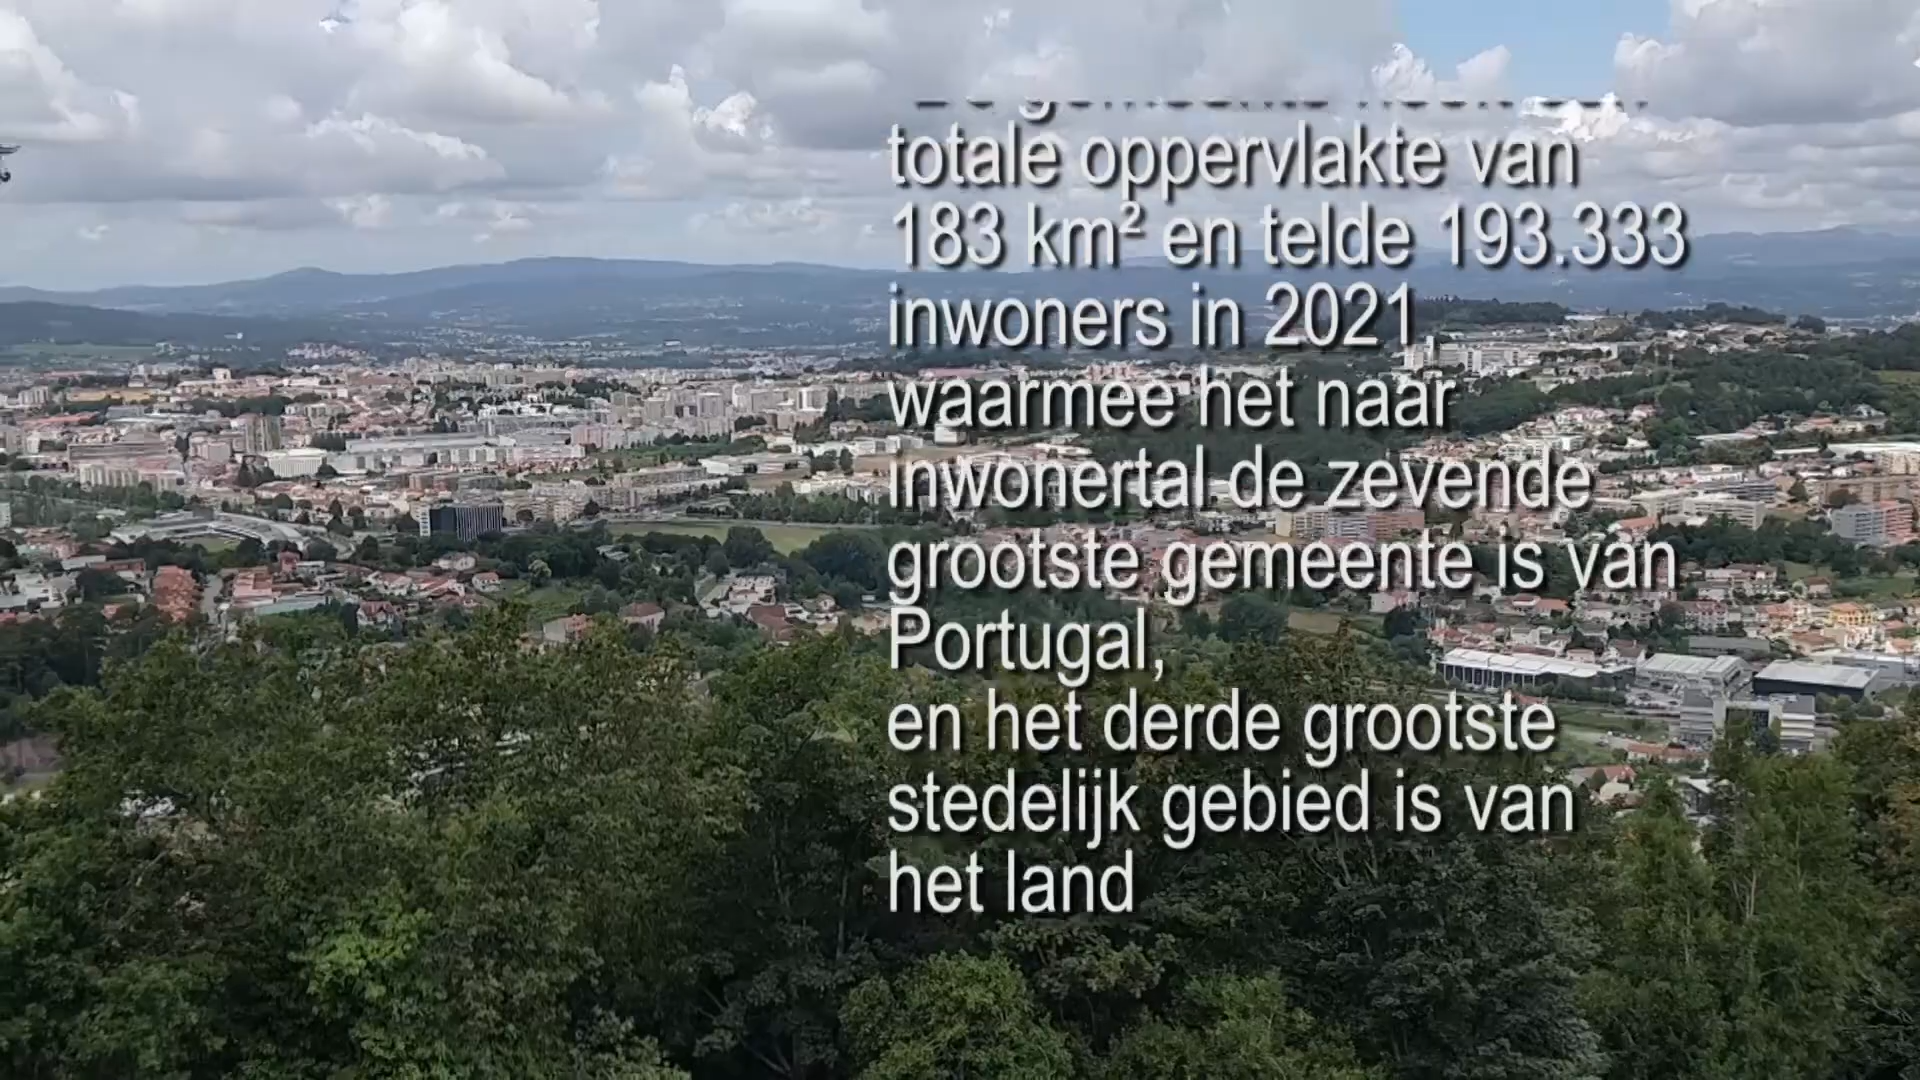 totale oppervlakte van
183 km² en telde 193.333
inwoners in 2021,
waarmee het naar
inwonertal de zevende
grootste gemeente is van
Portugal,
en het derde grootste
stedelijk gebied is van
het land